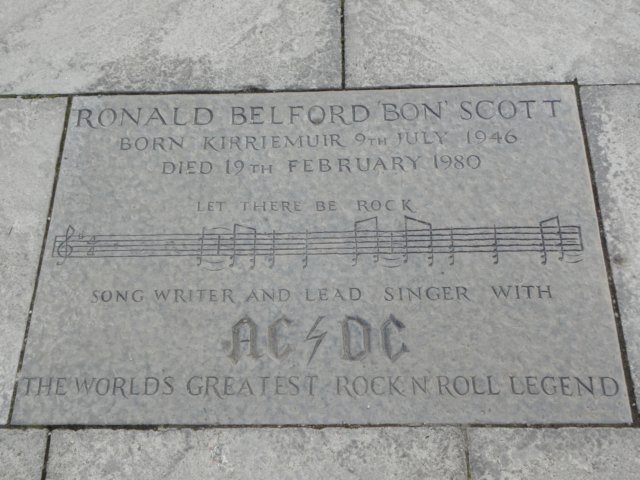 RONALD BELFORD 'BON' SCOTT
BORN KIRRIEMUIR 9TH JULY 1946
DIED 19TH FEBRUARY 1980
LET THERE BE ROCK
SONG WRITER AND LEAD SINGER WITH
AC⚡DC
THE WORLDS GREATEST ROCK N' ROLL LEGEND